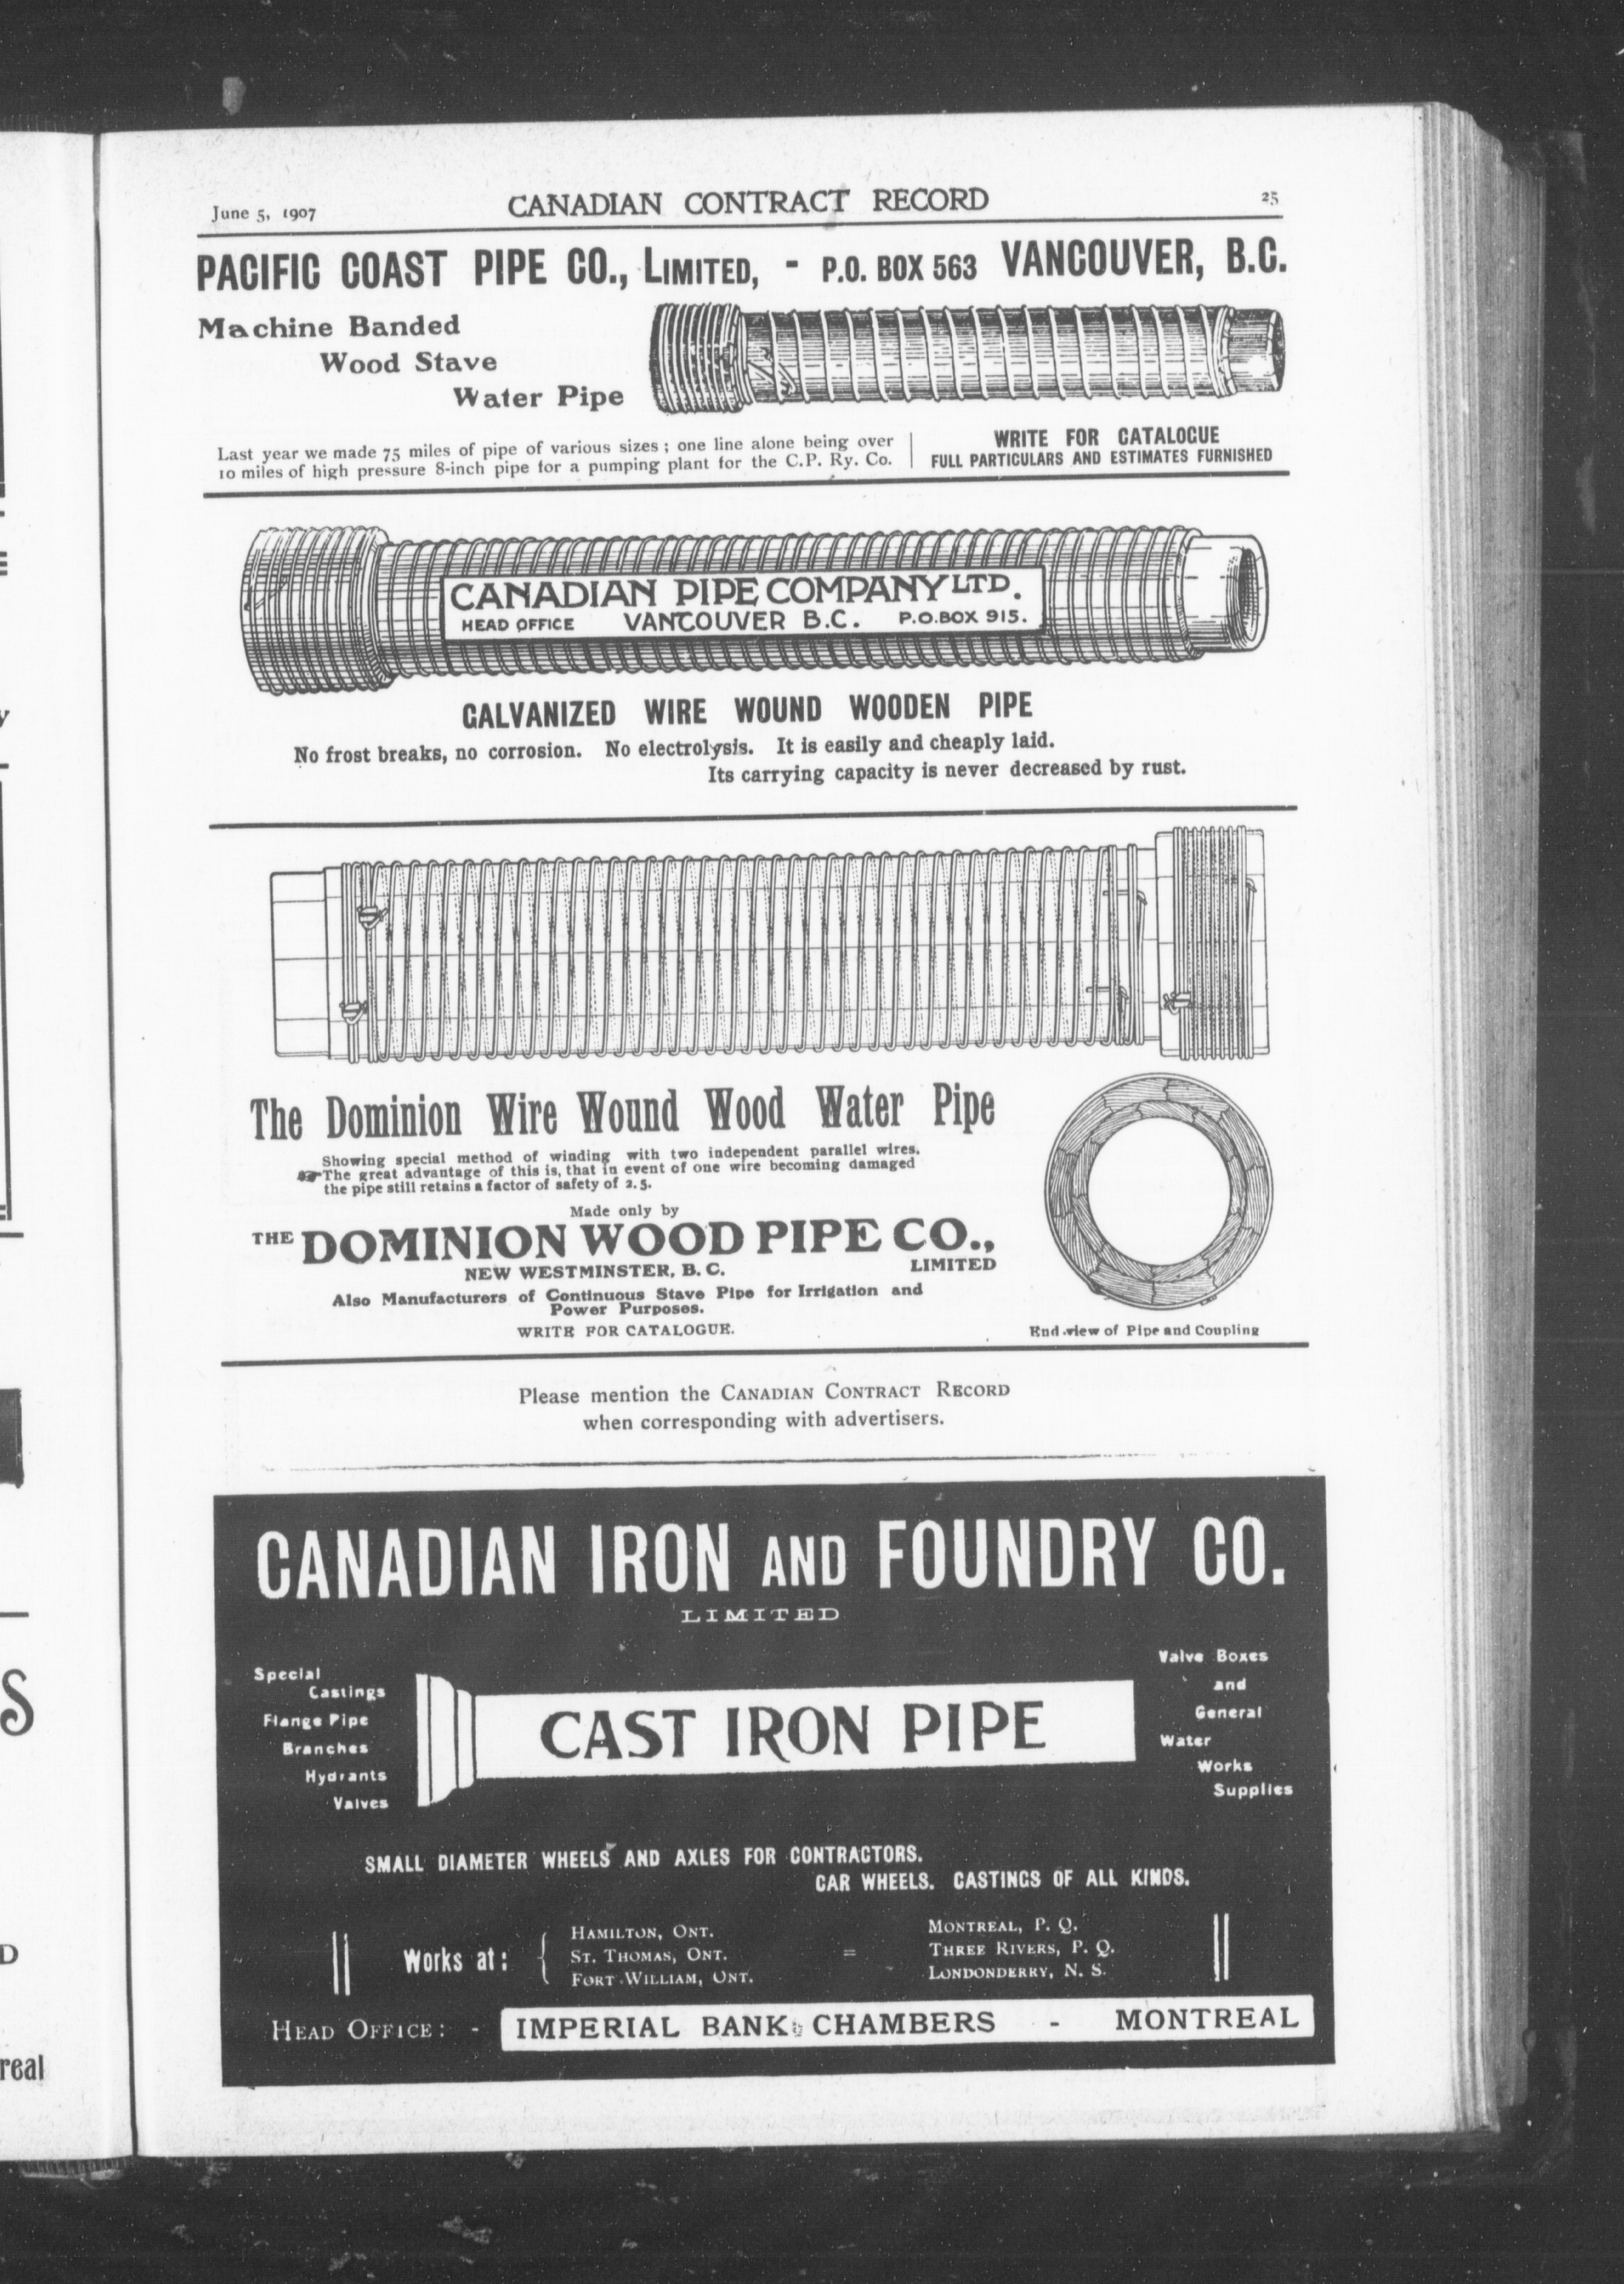 June 5, 1907
CANADIAN CONTRACT RECORD
25
PACIFIC COAST PIPE CO., LIMITED, - P.O. BOX 563 VANCOUVER, B.C.
Machine Banded
Wood Stave
Water Pipe
Last year we made 75 miles of pipe of various sizes ; one line alone being over
10 miles of high pressure 8-inch pipe for a pumping plant for the C.P. Ry. Co.
WRITE FOR CATALOGUE
FULL PARTICULARS AND ESTIMATES FURNISHED
CANADIAN PIPE COMPANY LTD.
HEAD OFFICE VANCOUVER B.C. P.O.BOX 915.
GALVANIZED WIRE WOUND WOODEN PIPE
No frost breaks, no corrosion. No electrolysis. It is easily and cheaply laid.
Its carrying capacity is never decreased by rust.
The Dominion Wire Wound Wood Water Pipe
Showing special method of winding with two independent parallel wires.
The great advantage of this is, that in event of one wire becoming damaged
the pipe still retains a factor of safety of 2.5.
Made only by
THE DOMINION WOOD PIPE CO.,
LIMITED
NEW WESTMINSTER, B. C.
Also Manufacturers of Continuous Stave Pipe for Irrigation and
Power Purposes.
WRITE FOR CATALOGUE.
End view of Pipe and Coupling
Please mention the CANADIAN CONTRACT RECORD
when corresponding with advertisers.
CANADIAN IRON AND FOUNDRY CO.
LIMITED
Special
Castings
Flange Pipe
Branches
Hydrants
Valves
CAST IRON PIPE
Valve Boxes
and
General
Water
Works
Supplies
SMALL DIAMETER WHEELS AND AXLES FOR CONTRACTORS.
CAR WHEELS. CASTINGS OF ALL KINDS.
Works at:
HAMILTON, ONT.
ST. THOMAS, ONT.
FORT WILLIAM, ONT.
=
MONTREAL, P. Q.
THREE RIVERS, P. Q.
LONDONDERRY, N. S.
HEAD OFFICE: - IMPERIAL BANK CHAMBERS - MONTREAL